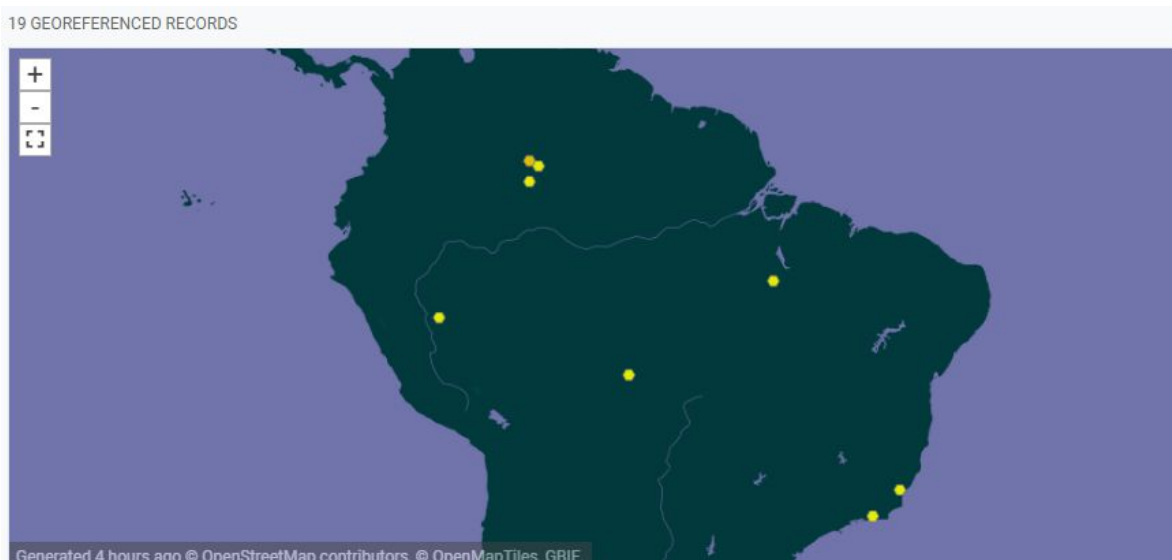 19 GEOREFERENCED RECORDS
+
-
Generated 4 hours ago © OpenStreetMap contributors, © OpenMapTiles, GBIF